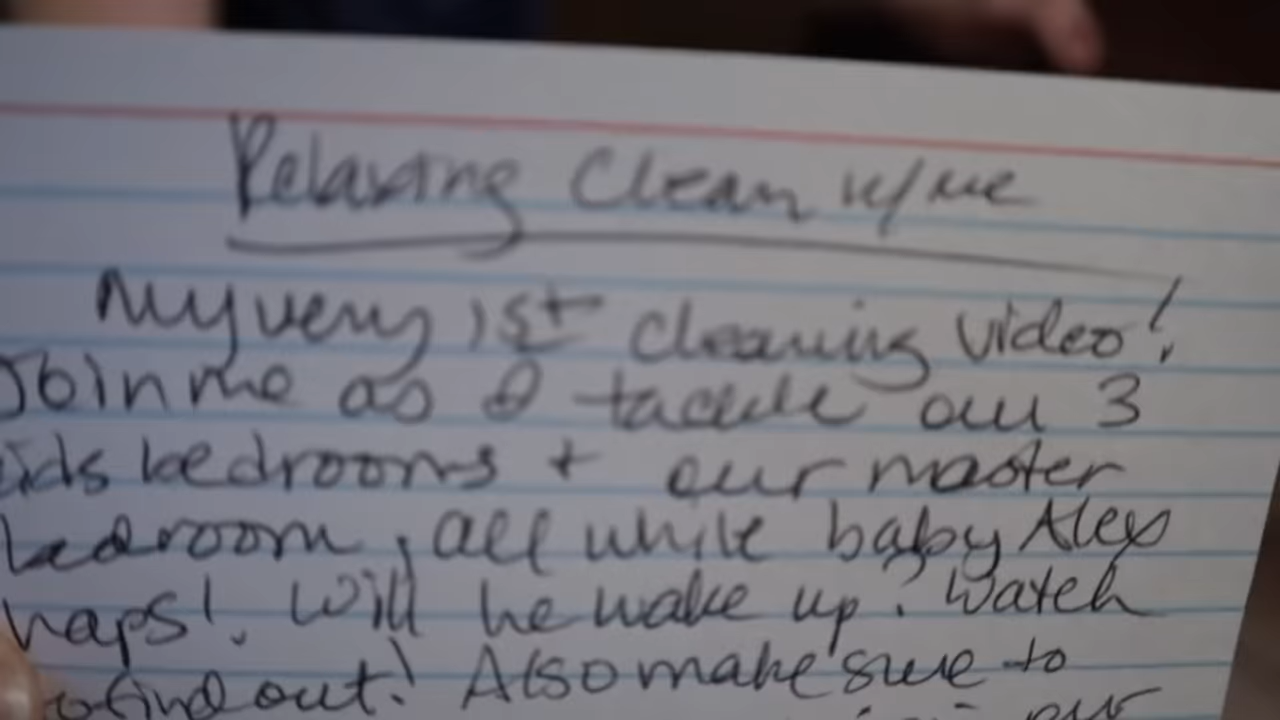 Relaxing Clean w/me
My very 1st cleaning video!
Join me as I tackle all 3
kids bedrooms + our master
bedroom, all while baby Alex
naps! Will he wake up? Watch
to find out! Also make sure to
our